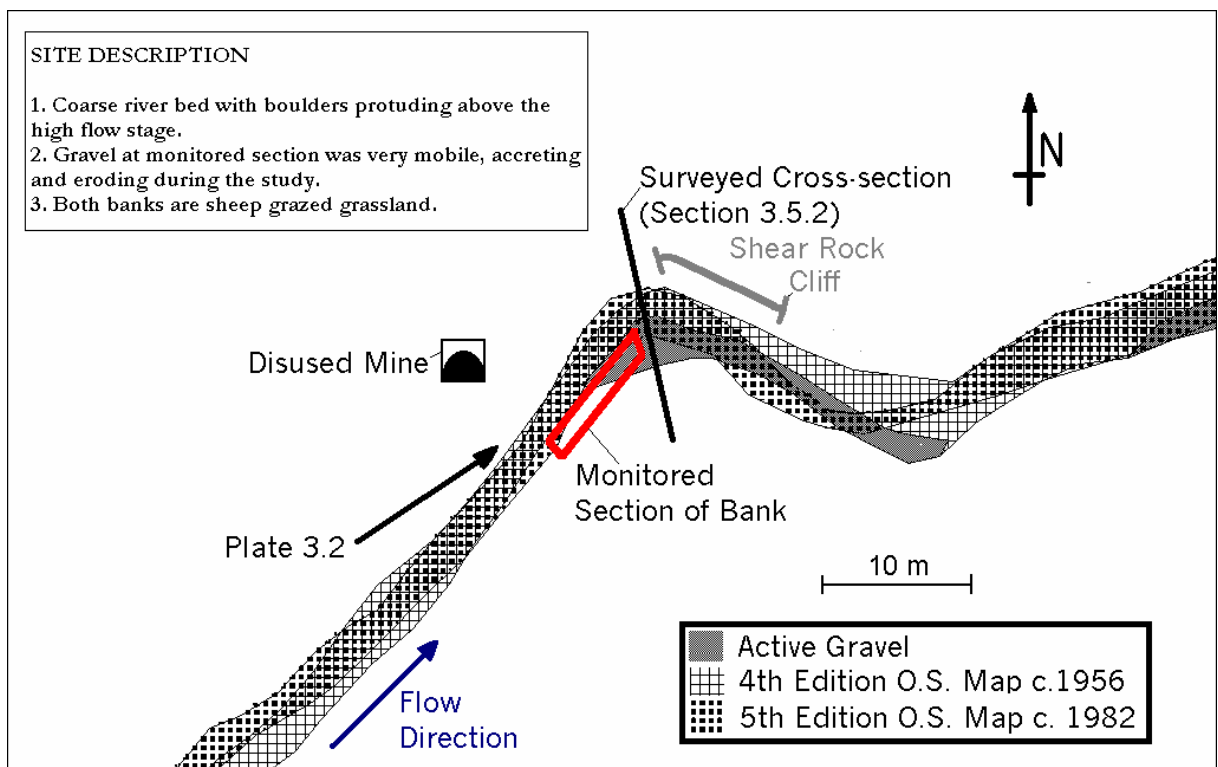 SITE DESCRIPTION
1. Coarse river bed with boulders protuding above the
high flow stage.
2. Gravel at monitored section was very mobile, accreting
and eroding during the study.
3. Both banks are sheep grazed grassland.
N
Surveyed Cross-section
(Section 3.5.2)
Shear Rock
Cliff
Disused Mine
Monitored
Section of Bank
Plate 3.2
10 m
Flow
Direction
Active Gravel
4th Edition O.S. Map c.1956
5th Edition O.S. Map c. 1982